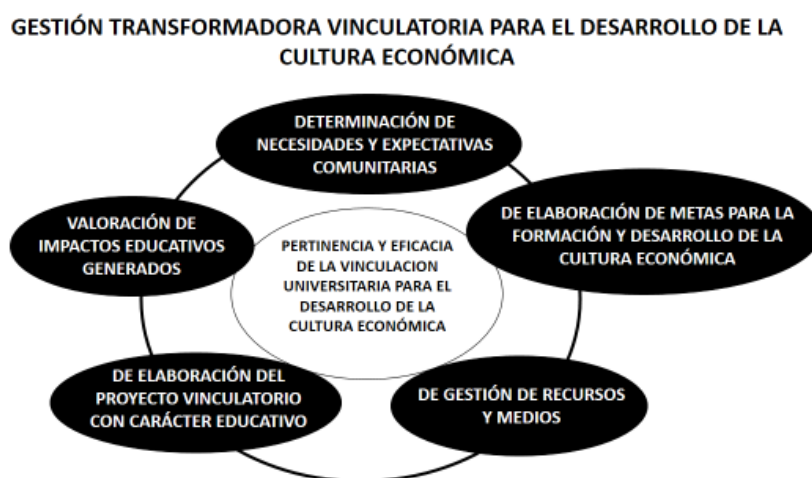 GESTIÓN TRANSFORMADORA VINCULATORIA PARA EL DESARROLLO DE LA
CULTURA ECONÓMICA
DETERMINACIÓN DE
NECESIDADES Y EXPECTATIVAS
COMUNITARIAS
DE ELABORACIÓN DE METAS PARA LA
FORMACIÓN Y DESARROLLO DE LA
CULTURA ECONÓMICA
VALORACIÓN DE
IMPACTOS EDUCATIVOS
GENERADOS
PERTINENCIA Y EFICACIA
DE LA VINCULACION
UNIVERSITARIA PARA EL
DESARROLLO DE LA
CULTURA ECONÓMICA
DE ELABORACIÓN DEL
PROYECTO VINCULATORIO
CON CARÁCTER EDUCATIVO
DE GESTIÓN DE RECURSOS
Y MEDIOS